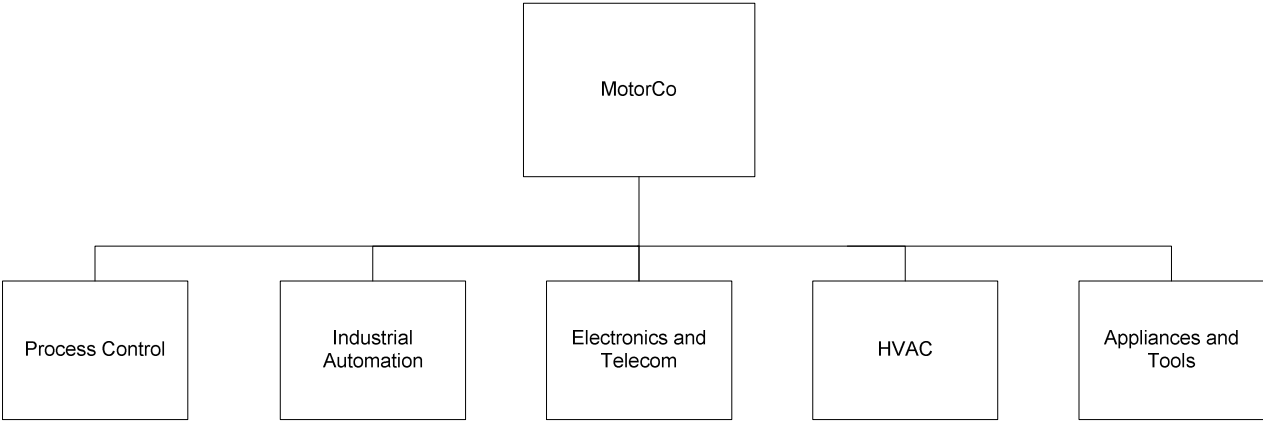 MotorCo
Process Control
Industrial
Automation
Electronics and
Telecom
HVAC
Appliances and
Tools